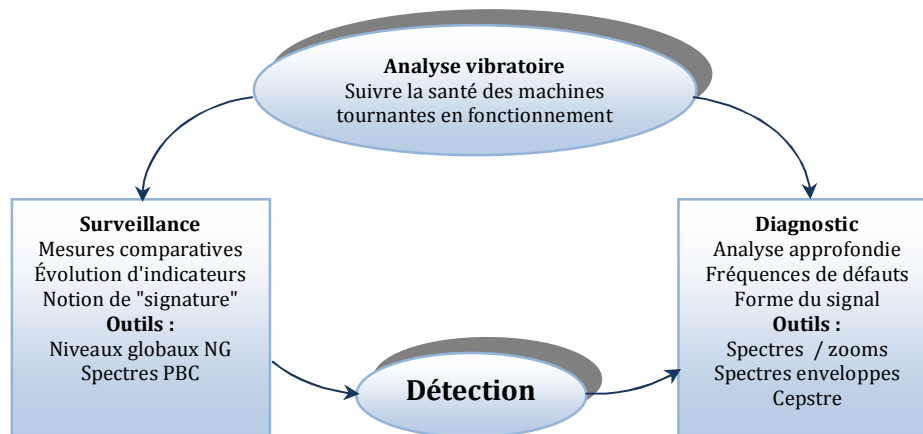 Analyse vibratoire
Suivre la santé des machines
tournantes en fonctionnement
Surveillance
Mesures comparatives
Évolution d'indicateurs
Notion de "signature"
Outils :
Niveaux globaux NG
Spectres PBC
Détection
Diagnostic
Analyse approfondie
Fréquences de défauts
Forme du signal
Outils :
Spectres / zooms
Spectres enveloppes
Cepstre